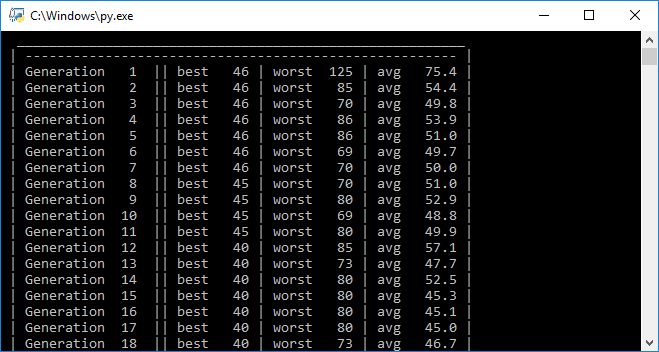 C:\Windows\py.exe
________________________________________________________
| ------------------------------------------------------ |
| Generation   1  || best   46 | worst  125 | avg   75.4 |
| Generation   2  || best   46 | worst   85 | avg   54.4 |
| Generation   3  || best   46 | worst   70 | avg   49.8 |
| Generation   4  || best   46 | worst   86 | avg   53.9 |
| Generation   5  || best   46 | worst   86 | avg   51.0 |
| Generation   6  || best   46 | worst   69 | avg   49.7 |
| Generation   7  || best   46 | worst   70 | avg   50.0 |
| Generation   8  || best   45 | worst   70 | avg   51.0 |
| Generation   9  || best   45 | worst   80 | avg   52.9 |
| Generation  10  || best   45 | worst   69 | avg   48.8 |
| Generation  11  || best   45 | worst   80 | avg   49.9 |
| Generation  12  || best   40 | worst   85 | avg   57.1 |
| Generation  13  || best   40 | worst   73 | avg   47.7 |
| Generation  14  || best   40 | worst   80 | avg   52.5 |
| Generation  15  || best   40 | worst   80 | avg   45.3 |
| Generation  16  || best   40 | worst   80 | avg   45.1 |
| Generation  17  || best   40 | worst   80 | avg   45.0 |
| Generation  18  || best   40 | worst   73 | avg   46.7 |